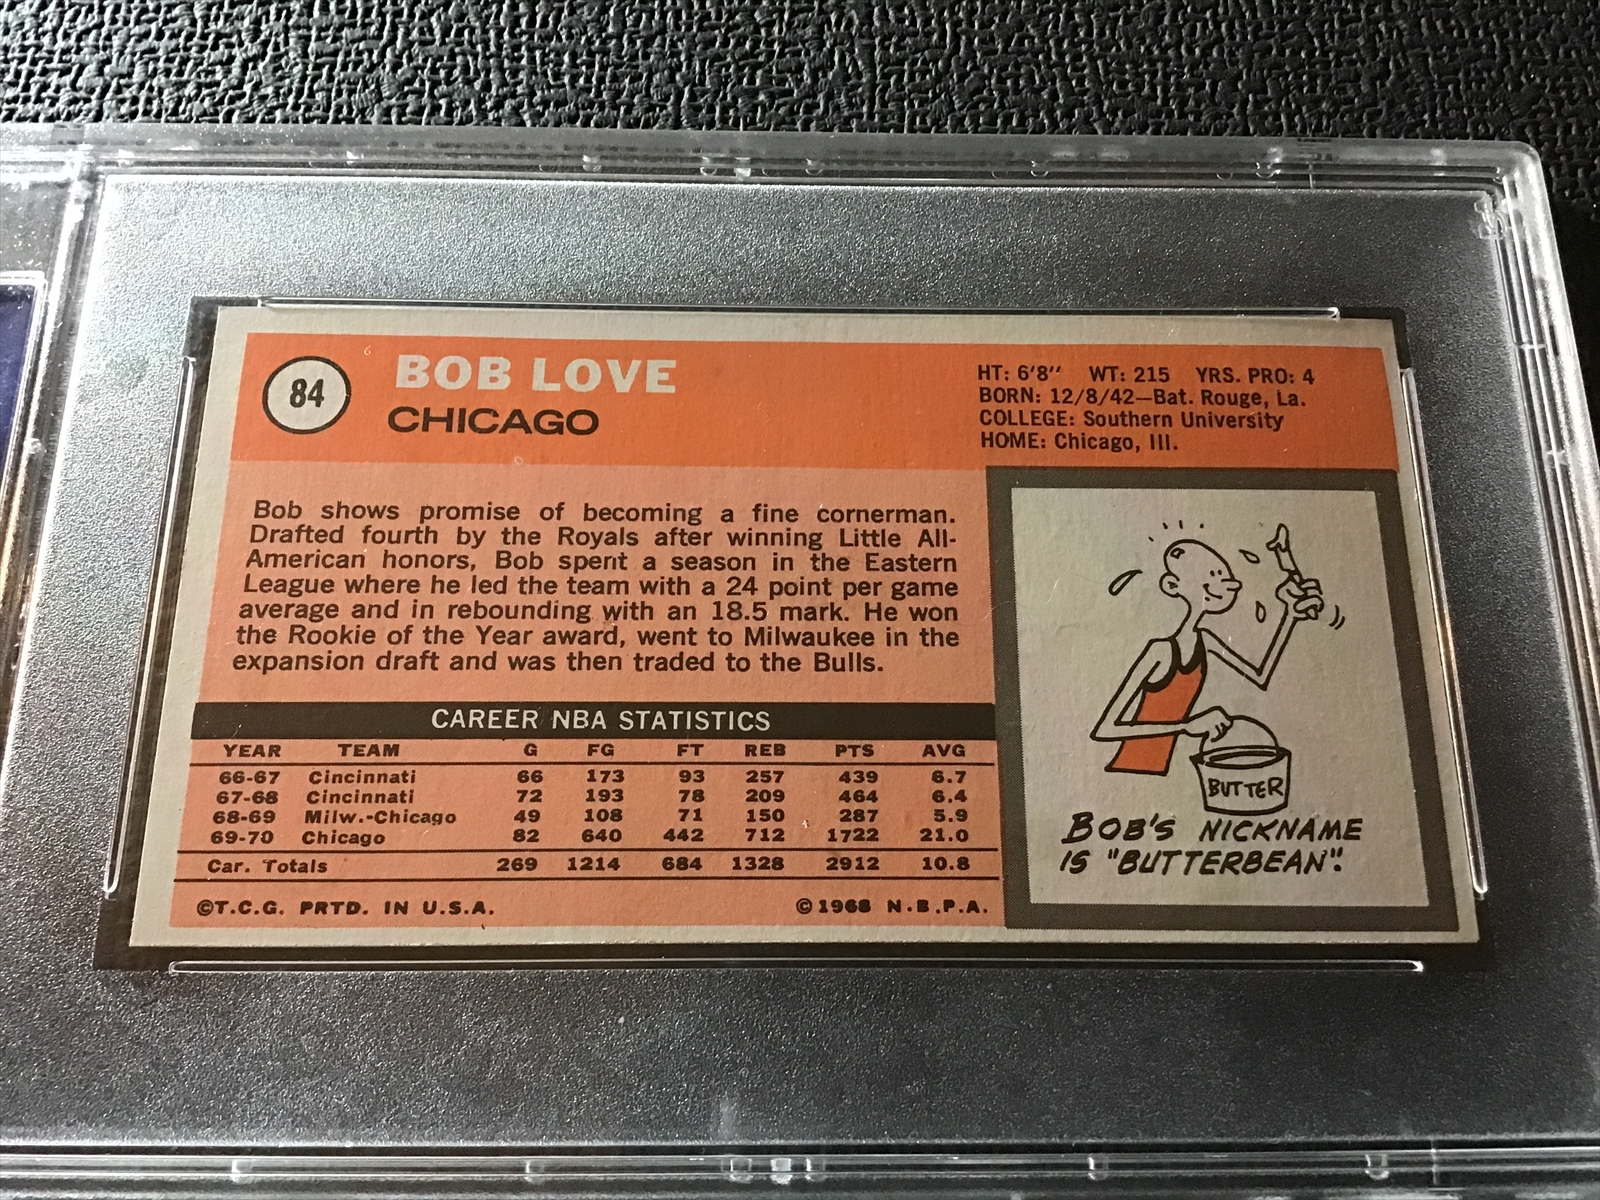 84
6
BOB LOVE
CHICAGO
HT: 6'8'' WT: 215 YRS. PRO: 4
BORN: 12/8/42—Bat. Rouge, La.
COLLEGE: Southern University
HOME: Chicago, Ill.
Bob shows promise of becoming a fine cornerman.
Drafted fourth by the Royals after winning Little All-
American honors, Bob spent a season in the Eastern
League where he led the team with a 24 point per game
average and in rebounding with an 18.5 mark. He won
the Rookie of the Year award, went to Milwaukee in the
expansion draft and was then traded to the Bulls.
CAREER NBA STATISTICS
YEAR TEAM G FG FT REB PTS AVG
66-67 Cincinnati 66 173 93 257 439 6.7
67-68 Cincinnati 72 193 78 209 464 6.4
68-69 Milw.-Chicago 49 108 71 150 287 5.9
69-70 Chicago 82 640 442 712 1722 21.0
Car. Totals 269 1214 684 1328 2912 10.8
©T.C.G. PRTD. IN U.S.A. ©1968 N.B.P.A.
BUTTER
BOB'S NICKNAME
IS "BUTTERBEAN"!